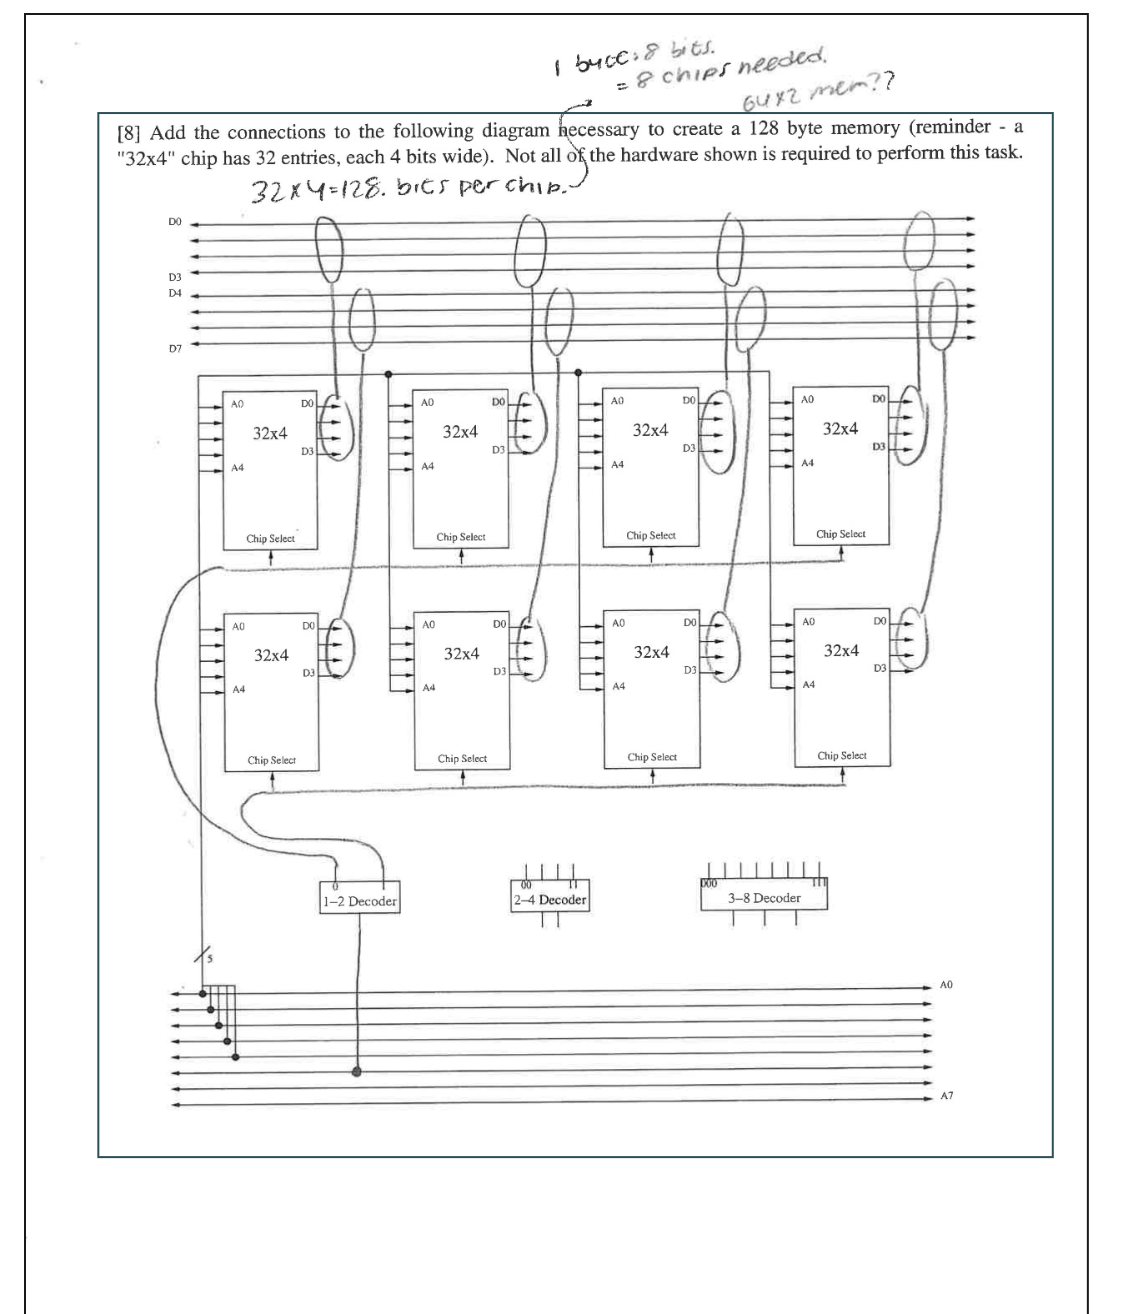 1 byte: 8 bits.
= 8 chips needed.
64x2 mem??
[8] Add the connections to the following diagram necessary to create a 128 byte memory (reminder - a
"32x4" chip has 32 entries, each 4 bits wide). Not all of the hardware shown is required to perform this task.
32x4=128. bits per chip.
D0
D3
D4
D7
A0 D0 A0 D0 A0 D0 A0 D0
32x4 32x4 32x4 32x4
D3 D3 D3 D3
A4 A4 A4 A4
Chip Select Chip Select Chip Select Chip Select
A0 D0 A0 D0 A0 D0 A0 D0
32x4 32x4 32x4 32x4
D3 D3 D3 D3
A4 A4 A4 A4
Chip Select Chip Select Chip Select Chip Select
0 00 11 000 111
1–2 Decoder 2–4 Decoder 3–8 Decoder
5
A0
A7